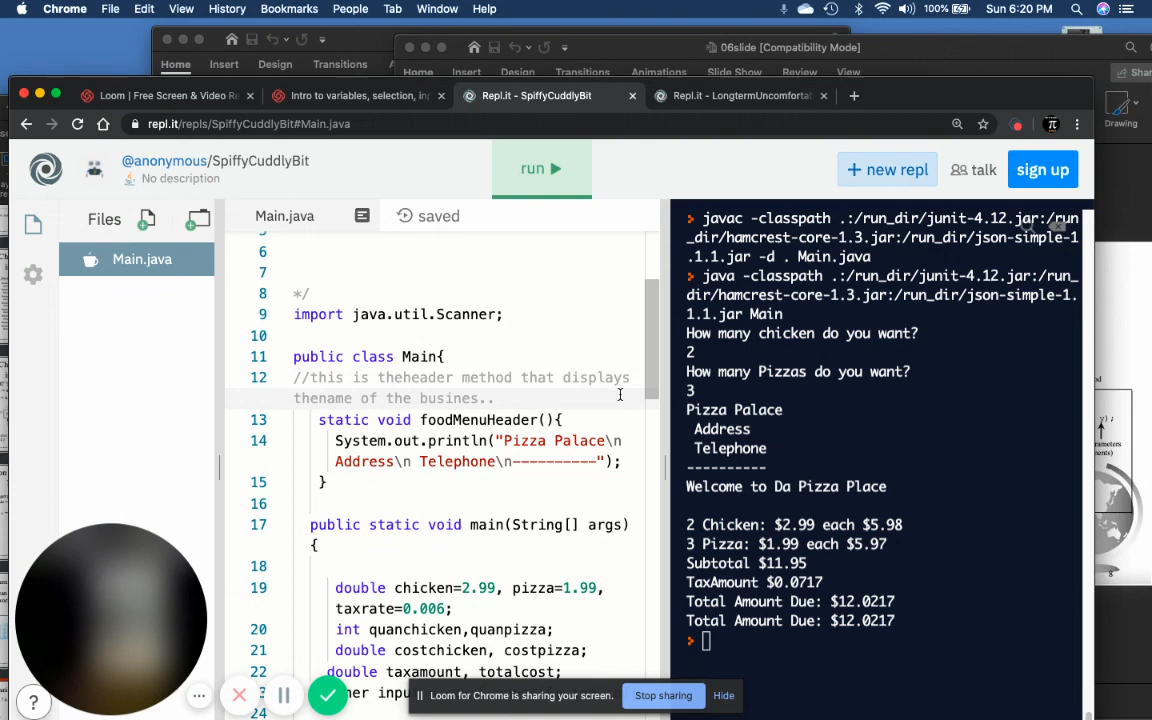 Chrome File Edit View History Bookmarks People Tab Window Help 100% Sun 6:20 PM
06slide [Compatibility Mode]
Home Insert Design Transitions
Home Insert Design Transitions Animations Slide Show Review View
Shar
Drawing
Loom | Free Screen & Video Re
Intro to variables, selection, in
Repl.it - SpiffyCuddlyBit
Repl.it - LongtermUncomforta
repl.it/repls/SpiffyCuddlyBit#Main.java
@anonymous/SpiffyCuddlyBit
No description
run
+ new repl
talk
sign up
Files
Main.java
Main.java
saved
5
6
7
8 */
9 import java.util.Scanner;
10
11 public class Main{
12 //this is theheader method that displays
thename of the busines..
13 static void foodMenuHeader(){
14 System.out.println("Pizza Palace\n
Address\n Telephone\n----------");
15 }
16
17 public static void main(String[] args)
{
18
19 double chicken=2.99, pizza=1.99,
taxrate=0.006;
20 int quanchicken,quanpizza;
21 double costchicken, costpizza;
22 double taxamount, totalcost;
24
> javac -classpath .:/run_dir/junit-4.12.jar:/run
_dir/hamcrest-core-1.3.jar:/run_dir/json-simple-1
.1.1.jar -d . Main.java
> java -classpath .:/run_dir/junit-4.12.jar:/run_
dir/hamcrest-core-1.3.jar:/run_dir/json-simple-1.
1.1.jar Main
How many chicken do you want?
2
How many Pizzas do you want?
3
Pizza Palace
Address
Telephone
----------
Welcome to Da Pizza Place
2 Chicken: $2.99 each $5.98
3 Pizza: $1.99 each $5.97
Subtotal $11.95
TaxAmount $0.0717
Total Amount Due: $12.0217
Total Amount Due: $12.0217
>
Loom for Chrome is sharing your screen.
Stop sharing
Hide
?
8